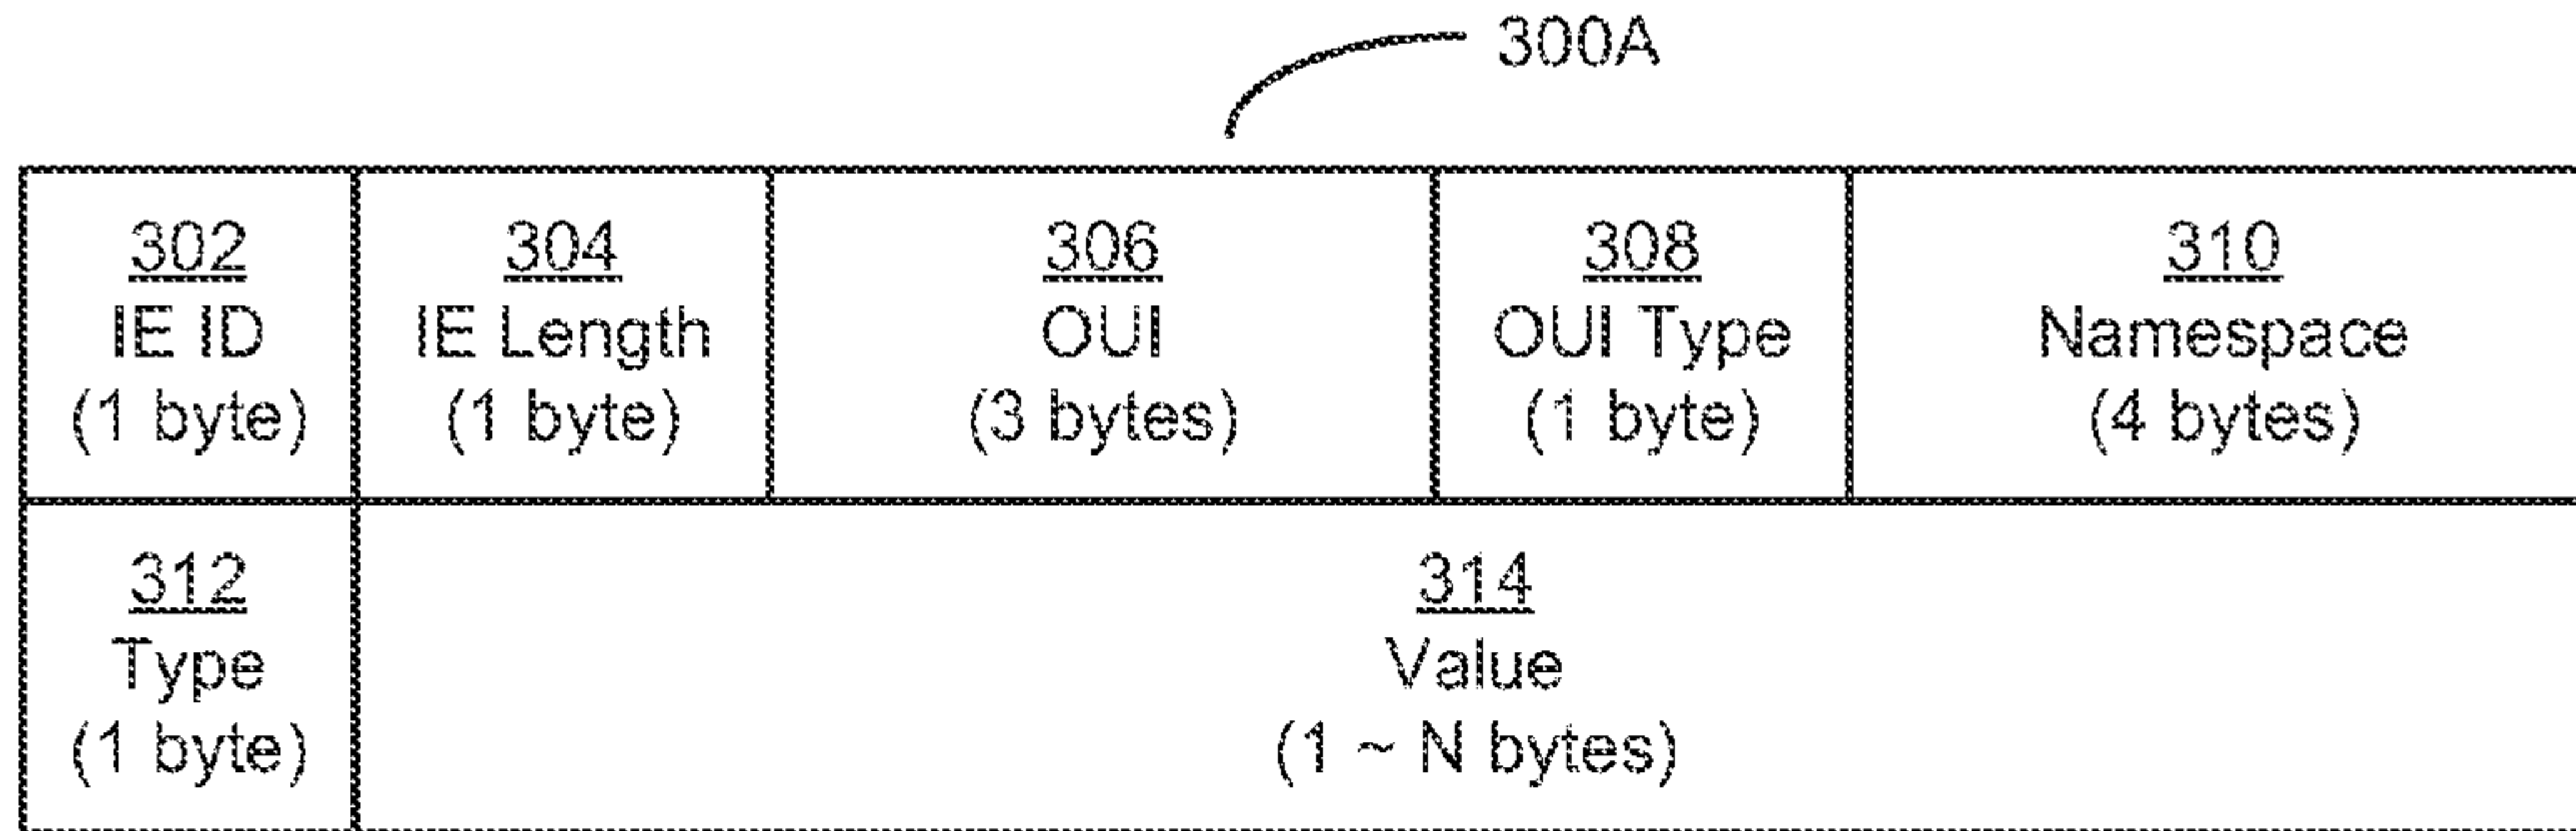 300A
302
IE ID
(1 byte)
304
IE Length
(1 byte)
306
OUI
(3 bytes)
308
OUI Type
(1 byte)
310
Namespace
(4 bytes)
312
Type
(1 byte)
314
Value
(1 ~ N bytes)